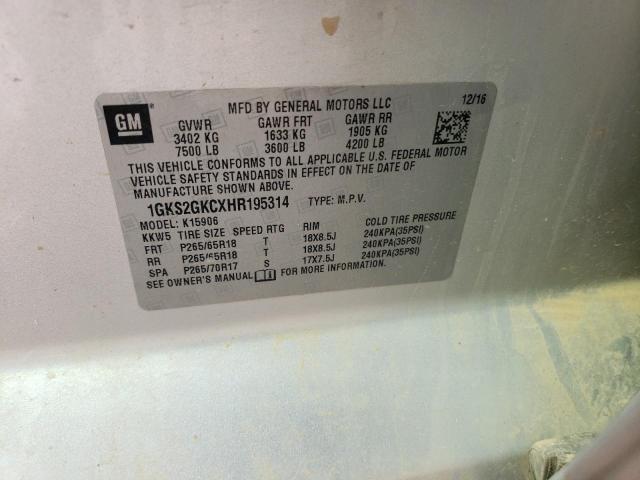 GM
MFD BY GENERAL MOTORS LLC 12/16
GVWR GAWR FRT GAWR RR
3402 KG 1633 KG 1905 KG
7500 LB 3600 LB 4200 LB
THIS VEHICLE CONFORMS TO ALL APPLICABLE U.S. FEDERAL MOTOR
VEHICLE SAFETY STANDARDS IN EFFECT ON THE DATE OF
MANUFACTURE SHOWN ABOVE.
1GKS2GKCXHR195314 TYPE: M.P.V.
MODEL: K15906
KKW5 TIRE SIZE SPEED RTG RIM COLD TIRE PRESSURE
FRT P265/65R18 T 18X8.5J 240KPA(35PSI)
RR P265/65R18 T 18X8.5J 240KPA(35PSI)
SPA P265/70R17 S 17X7.5J 240KPA(35PSI)
SEE OWNER'S MANUAL FOR MORE INFORMATION.